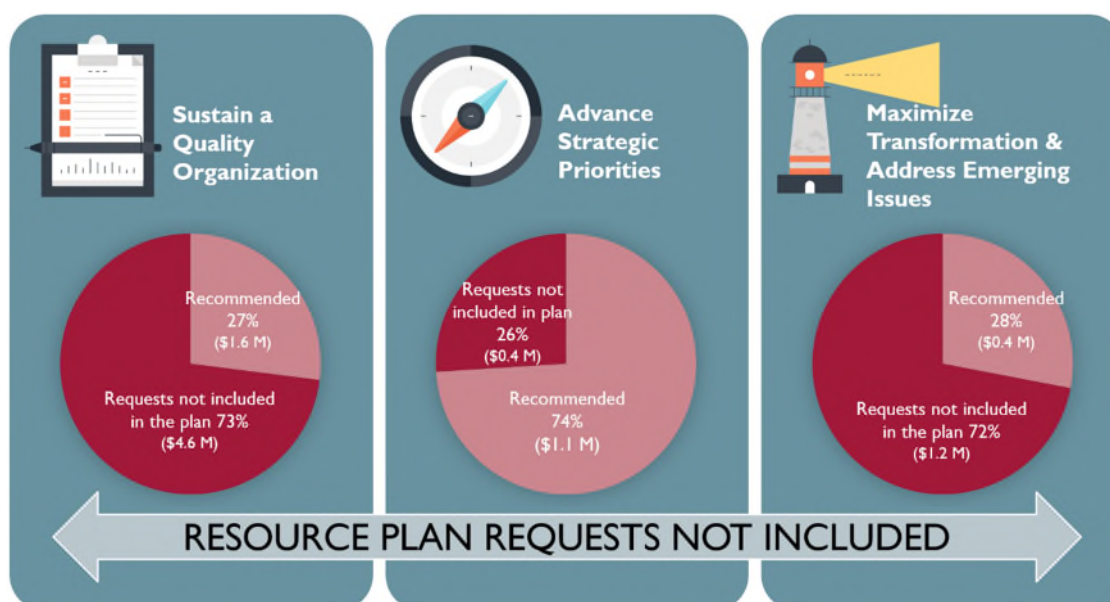 Sustain a
Quality
Organization
Recommended
27%
($1.6 M)
Requests not included
in the plan 73%
($4.6 M)
Advance
Strategic
Priorities
Requests not
included in plan
26%
($0.4 M)
Recommended
74%
($1.1 M)
Maximize
Transformation &
Address Emerging
Issues
Recommended
28%
($0.4 M)
Requests not included
in the plan 72%
($1.2 M)
RESOURCE PLAN REQUESTS NOT INCLUDED